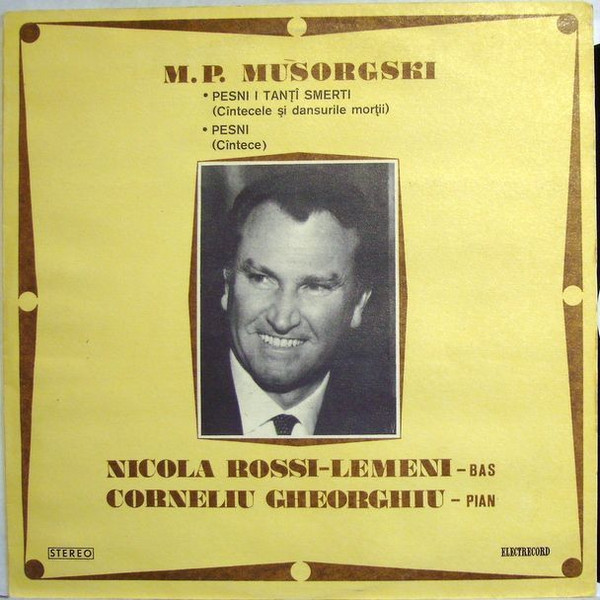 M.P. MUSORGSKI
• PESNI I TANȚÎ SMERTI
(Cîntecele și dansurile morții)
• PESNI
(Cîntece)
NICOLA ROSSI-LEMENI – BAS
CORNELIU GHEORGHIU – PIAN
STEREO
ELECTRECORD